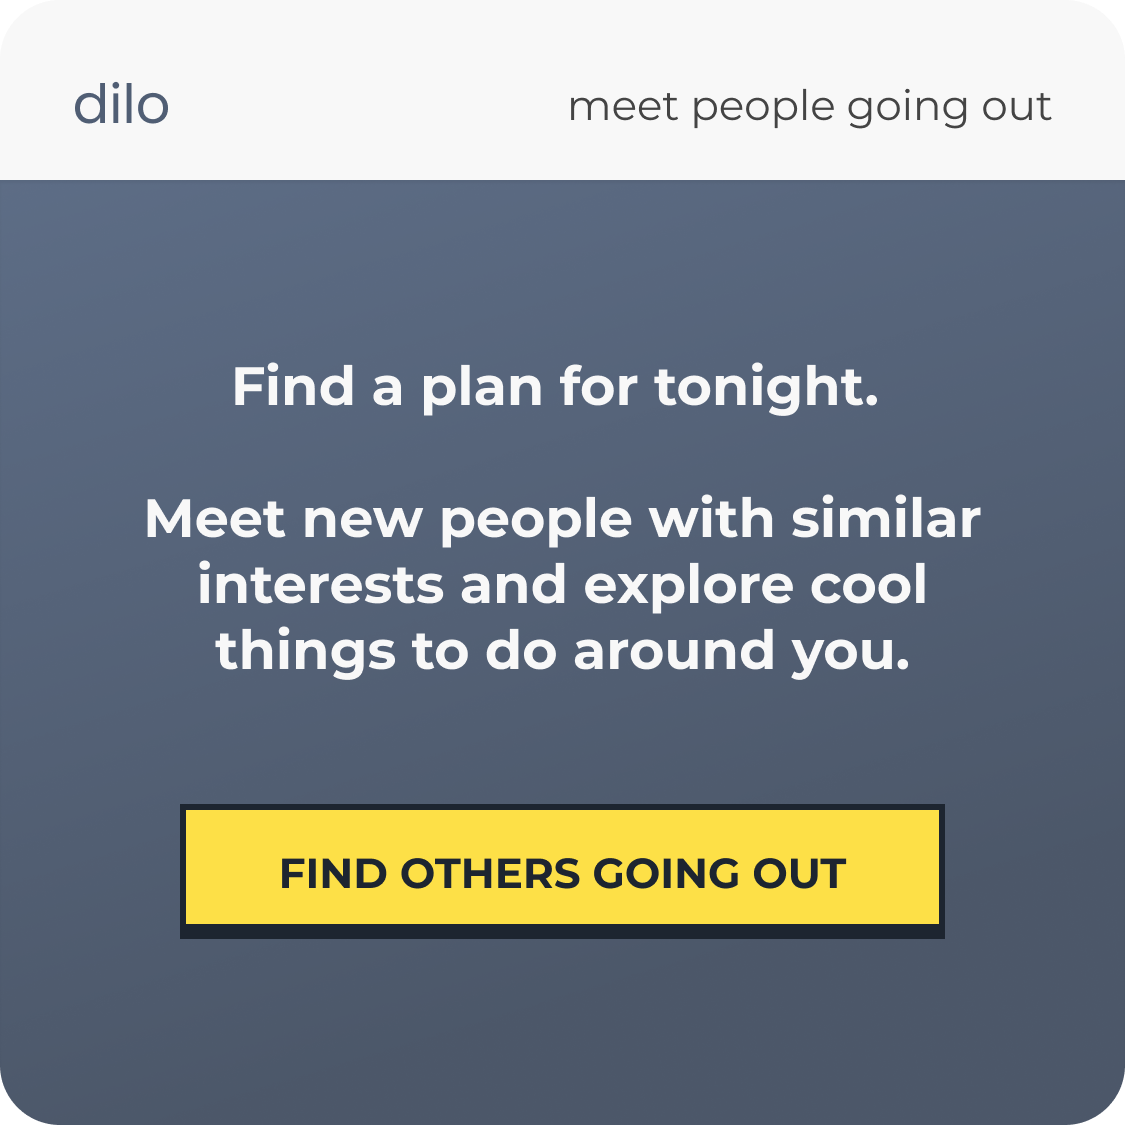 dilo
meet people going out
Find a plan for tonight.
Meet new people with similar
interests and explore cool
things to do around you.
FIND OTHERS GOING OUT